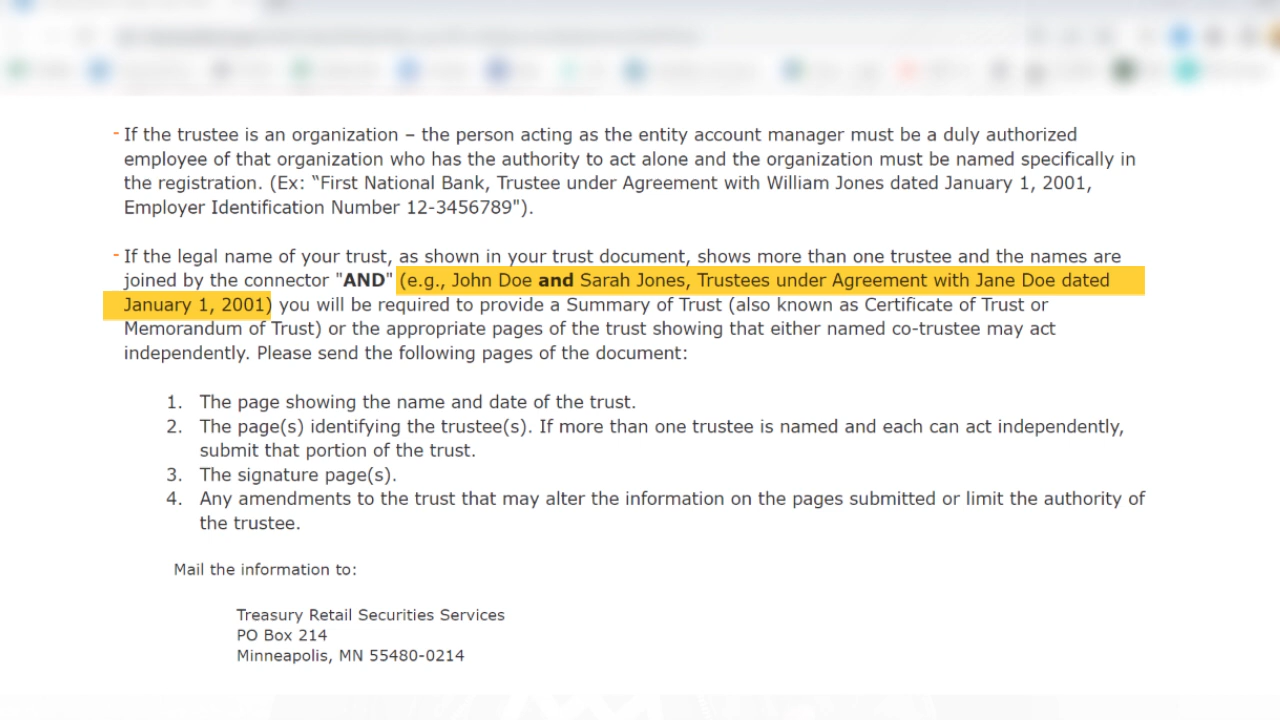 - If the trustee is an organization – the person acting as the entity account manager must be a duly authorized
employee of that organization who has the authority to act alone and the organization must be named specifically in
the registration. (Ex: “First National Bank, Trustee under Agreement with William Jones dated January 1, 2001,
Employer Identification Number 12-3456789").
- If the legal name of your trust, as shown in your trust document, shows more than one trustee and the names are
joined by the connector "AND" (e.g., John Doe and Sarah Jones, Trustees under Agreement with Jane Doe dated
January 1, 2001) you will be required to provide a Summary of Trust (also known as Certificate of Trust or
Memorandum of Trust) or the appropriate pages of the trust showing that either named co-trustee may act
independently. Please send the following pages of the document:
1. The page showing the name and date of the trust.
2. The page(s) identifying the trustee(s). If more than one trustee is named and each can act independently,
submit that portion of the trust.
3. The signature page(s).
4. Any amendments to the trust that may alter the information on the pages submitted or limit the authority of
the trustee.
Mail the information to:
Treasury Retail Securities Services
PO Box 214
Minneapolis, MN 55480-0214